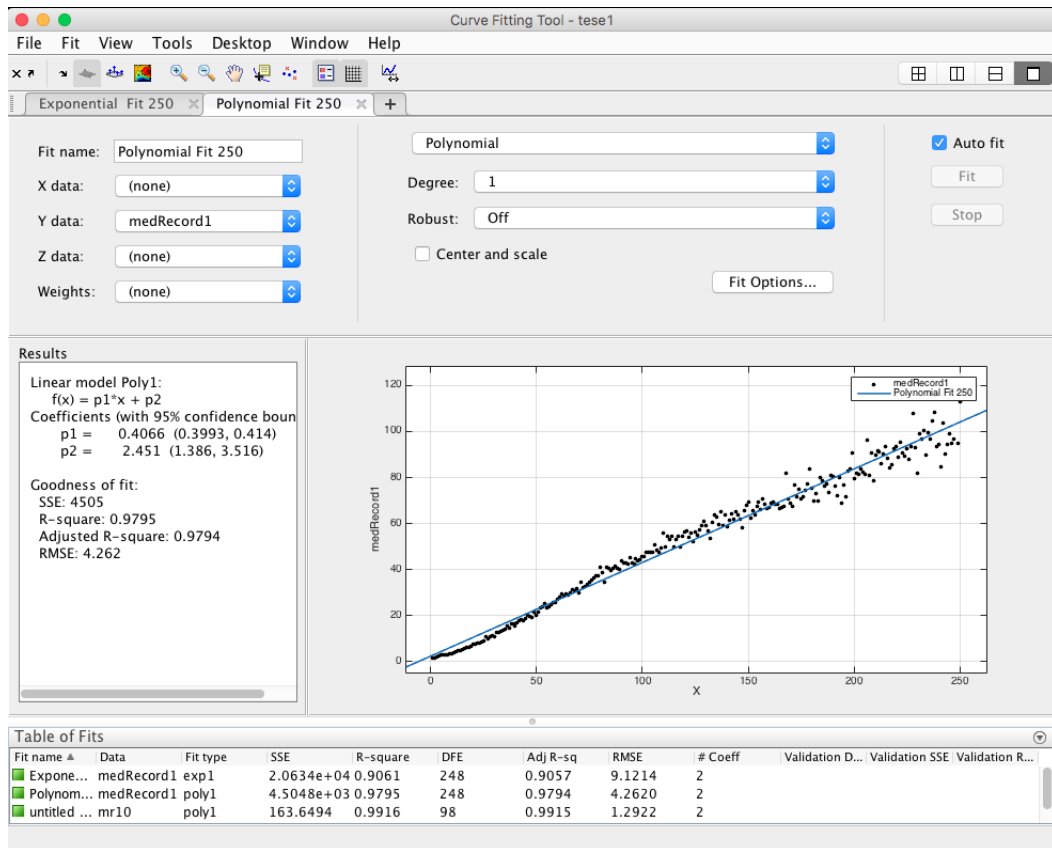 Curve Fitting Tool - tese1
File Fit View Tools Desktop Window Help
Exponential Fit 250 Polynomial Fit 250
Fit name: Polynomial Fit 250
X data: (none)
Y data: medRecord1
Z data: (none)
Weights: (none)
Polynomial
Degree: 1
Robust: Off
Center and scale
Fit Options...
Auto fit
Fit
Stop
Results
Linear model Poly1:
f(x) = p1*x + p2
Coefficients (with 95% confidence boun
p1 = 0.4066 (0.3993, 0.414)
p2 = 2.451 (1.386, 3.516)
Goodness of fit:
SSE: 4505
R-square: 0.9795
Adjusted R-square: 0.9794
RMSE: 4.262
medRecord1
Polynomial Fit 250
120
100
80
60
40
20
0
medRecord1
0 50 100 150 200 250
X
Table of Fits
Fit name Data Fit type SSE R-square DFE Adj R-sq RMSE # Coeff Validation D... Validation SSE Validation R...
Expone... medRecord1 exp1 2.0634e+04 0.9061 248 0.9057 9.1214 2
Polynom... medRecord1 poly1 4.5048e+03 0.9795 248 0.9794 4.2620 2
untitled ... mr10 poly1 163.6494 0.9916 98 0.9915 1.2922 2